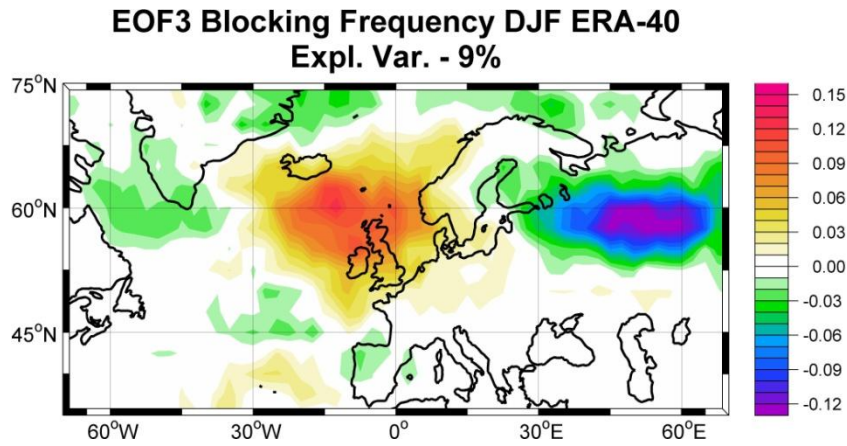 EOF3 Blocking Frequency DJF ERA-40
Expl. Var. - 9%
75°N
60°N
45°N
60°W 30°W 0° 30°E 60°E
0.15
0.12
0.09
0.06
0.03
0.00
-0.03
-0.06
-0.09
-0.12